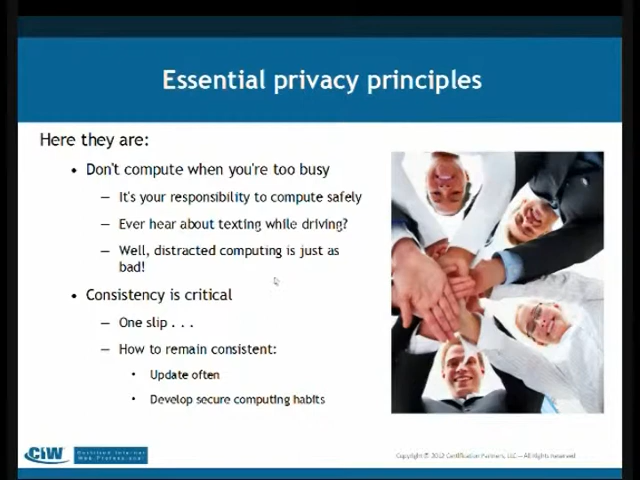 Essential privacy principles
Here they are:
• Don't compute when you're too busy
— It's your responsibility to compute safely
— Ever hear about texting while driving?
— Well, distracted computing is just as
bad!
• Consistency is critical
— One slip . . .
— How to remain consistent:
• Update often
• Develop secure computing habits
CIW
Certified Internet
Web Professional
Copyright © 2012 Certification Partners, LLC — All rights reserved